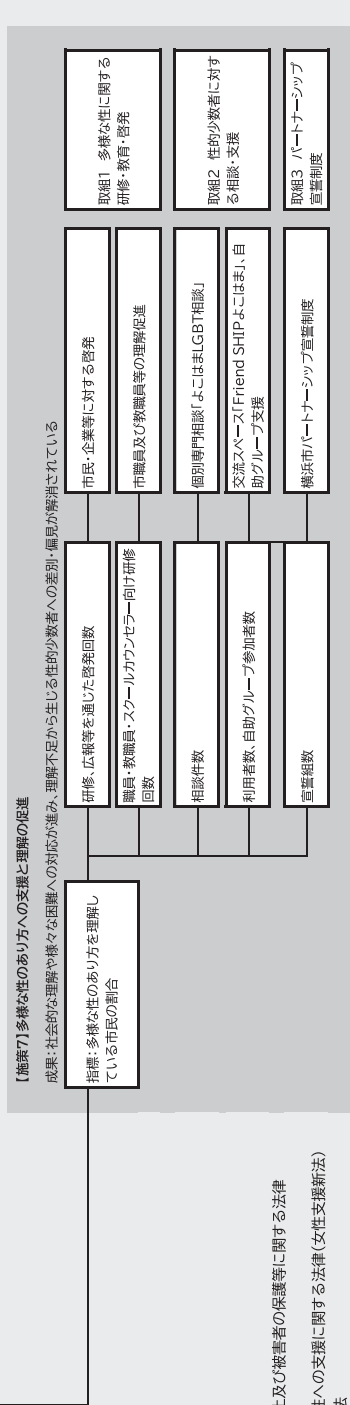 【施策7】多様な性のあり方への支援と理解の促進
成果：社会的な理解や様々な困難への対応が進み、理解不足から生じる性的少数者への差別・偏見が解消されている
指標：多様な性のあり方を理解し
ている市民の割合
研修、広報等を通じた啓発回数
市民・企業等に対する啓発
取組1 多様な性に関する
研修・教育・啓発
職員・教職員・スクールカウンセラー向け研修
回数
市職員及び教職員等の理解促進
相談件数
個別専門相談「よこはまLGBT相談」
取組2 性的少数者に対す
る相談・支援
利用者数、自助グループ参加者数
交流スペース「Friend SHIPよこはま」、自
助グループ支援
宣誓組数
横浜市パートナーシップ宣誓制度
取組3 パートナーシップ
宣誓制度
及び被害者の保護等に関する法律
への支援に関する法律（女性支援新法）
法